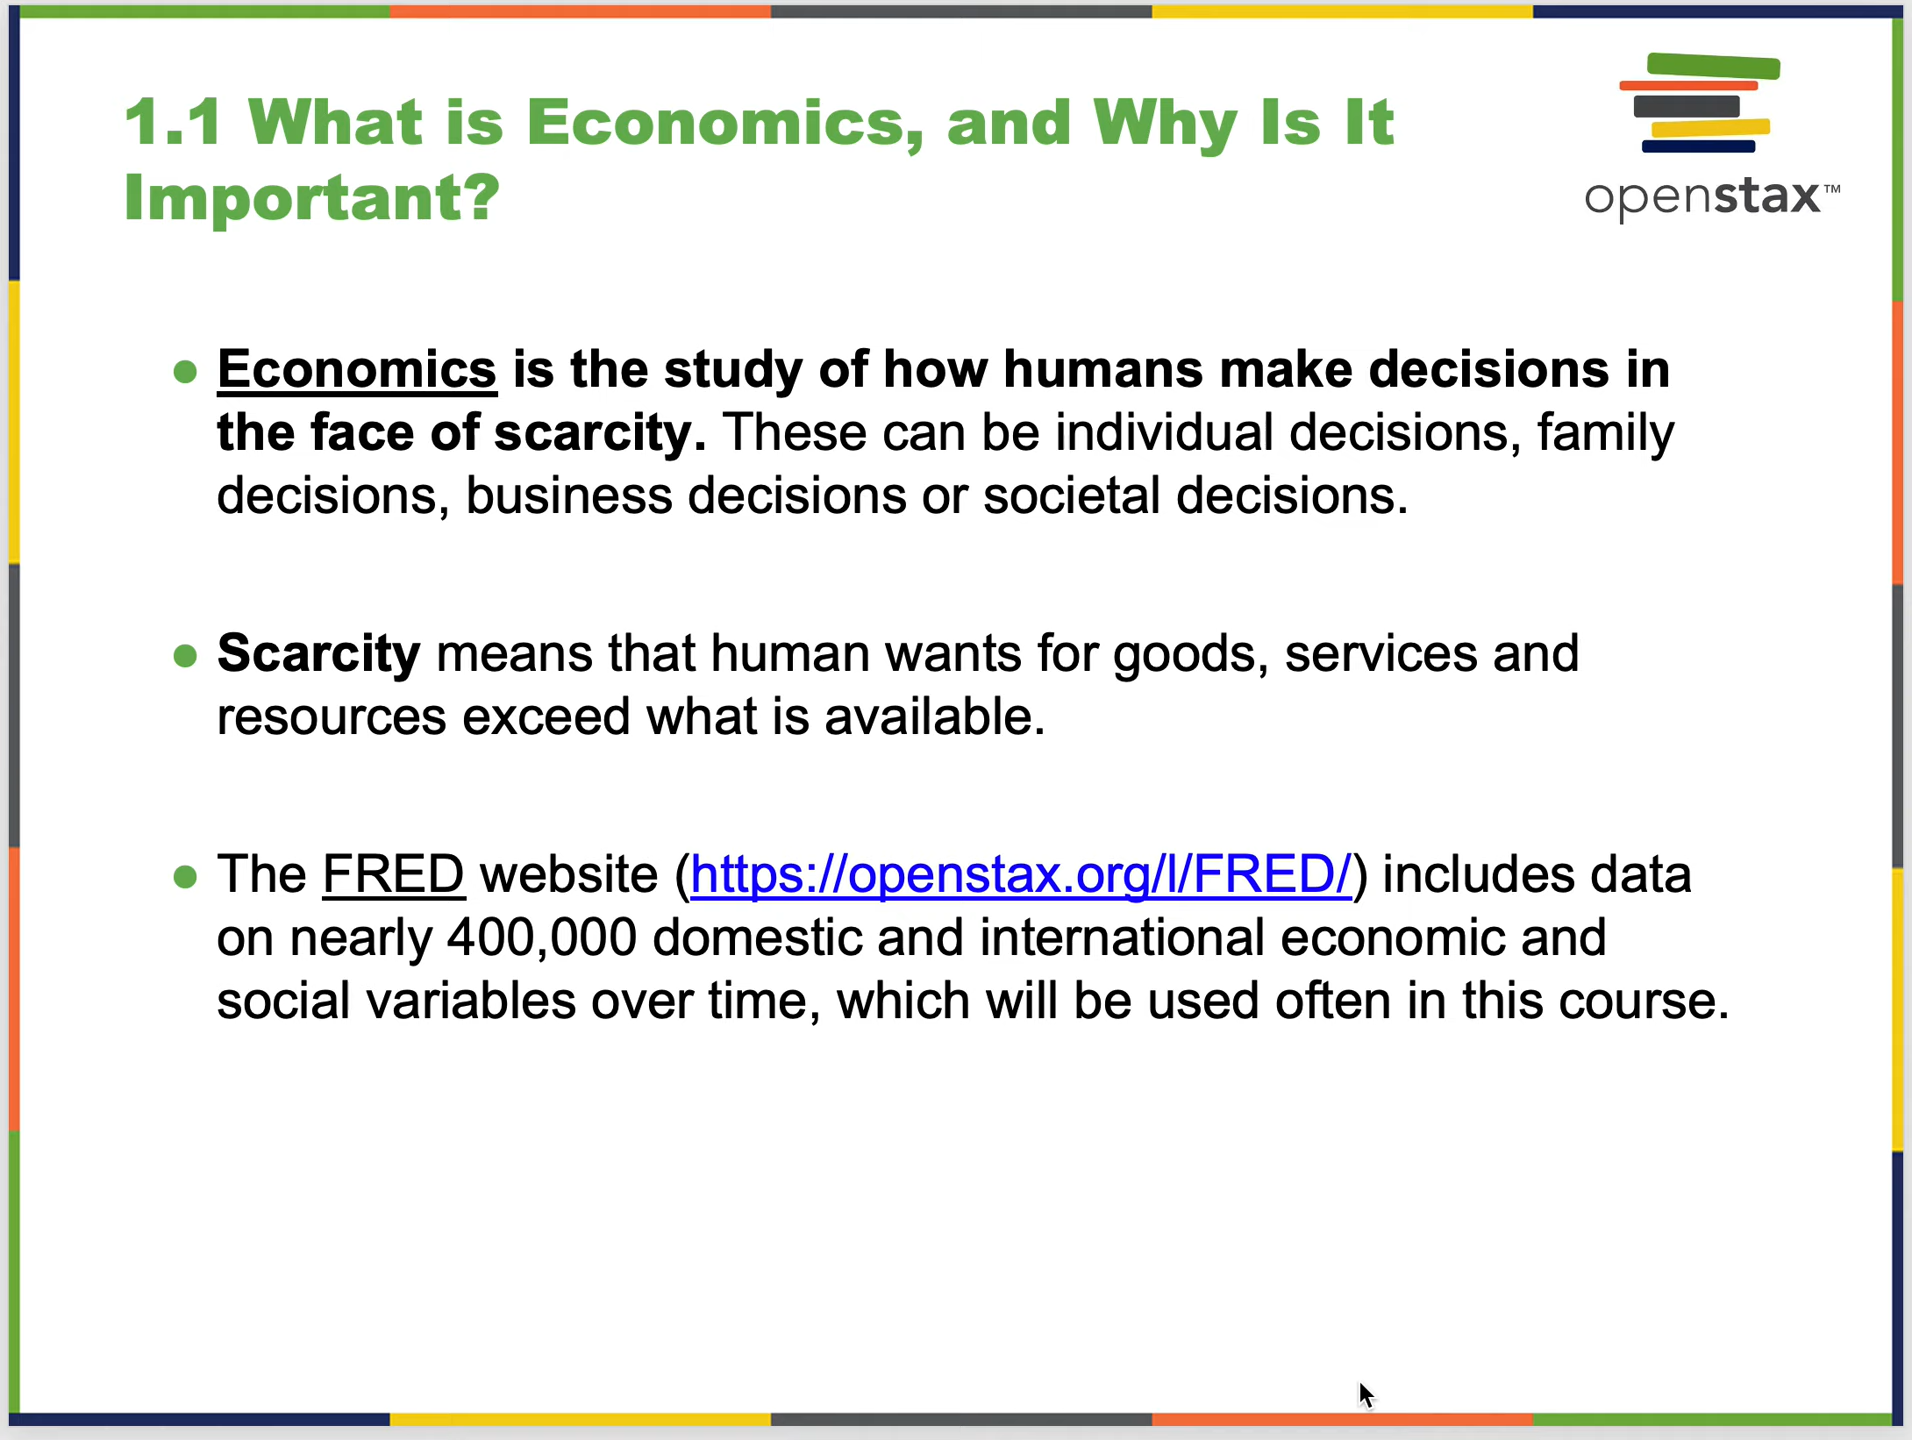 1.1 What is Economics, and Why Is It
Important?
openstax™
Economics is the study of how humans make decisions in
the face of scarcity. These can be individual decisions, family
decisions, business decisions or societal decisions.
Scarcity means that human wants for goods, services and
resources exceed what is available.
The FRED website (https://openstax.org/l/FRED/) includes data
on nearly 400,000 domestic and international economic and
social variables over time, which will be used often in this course.